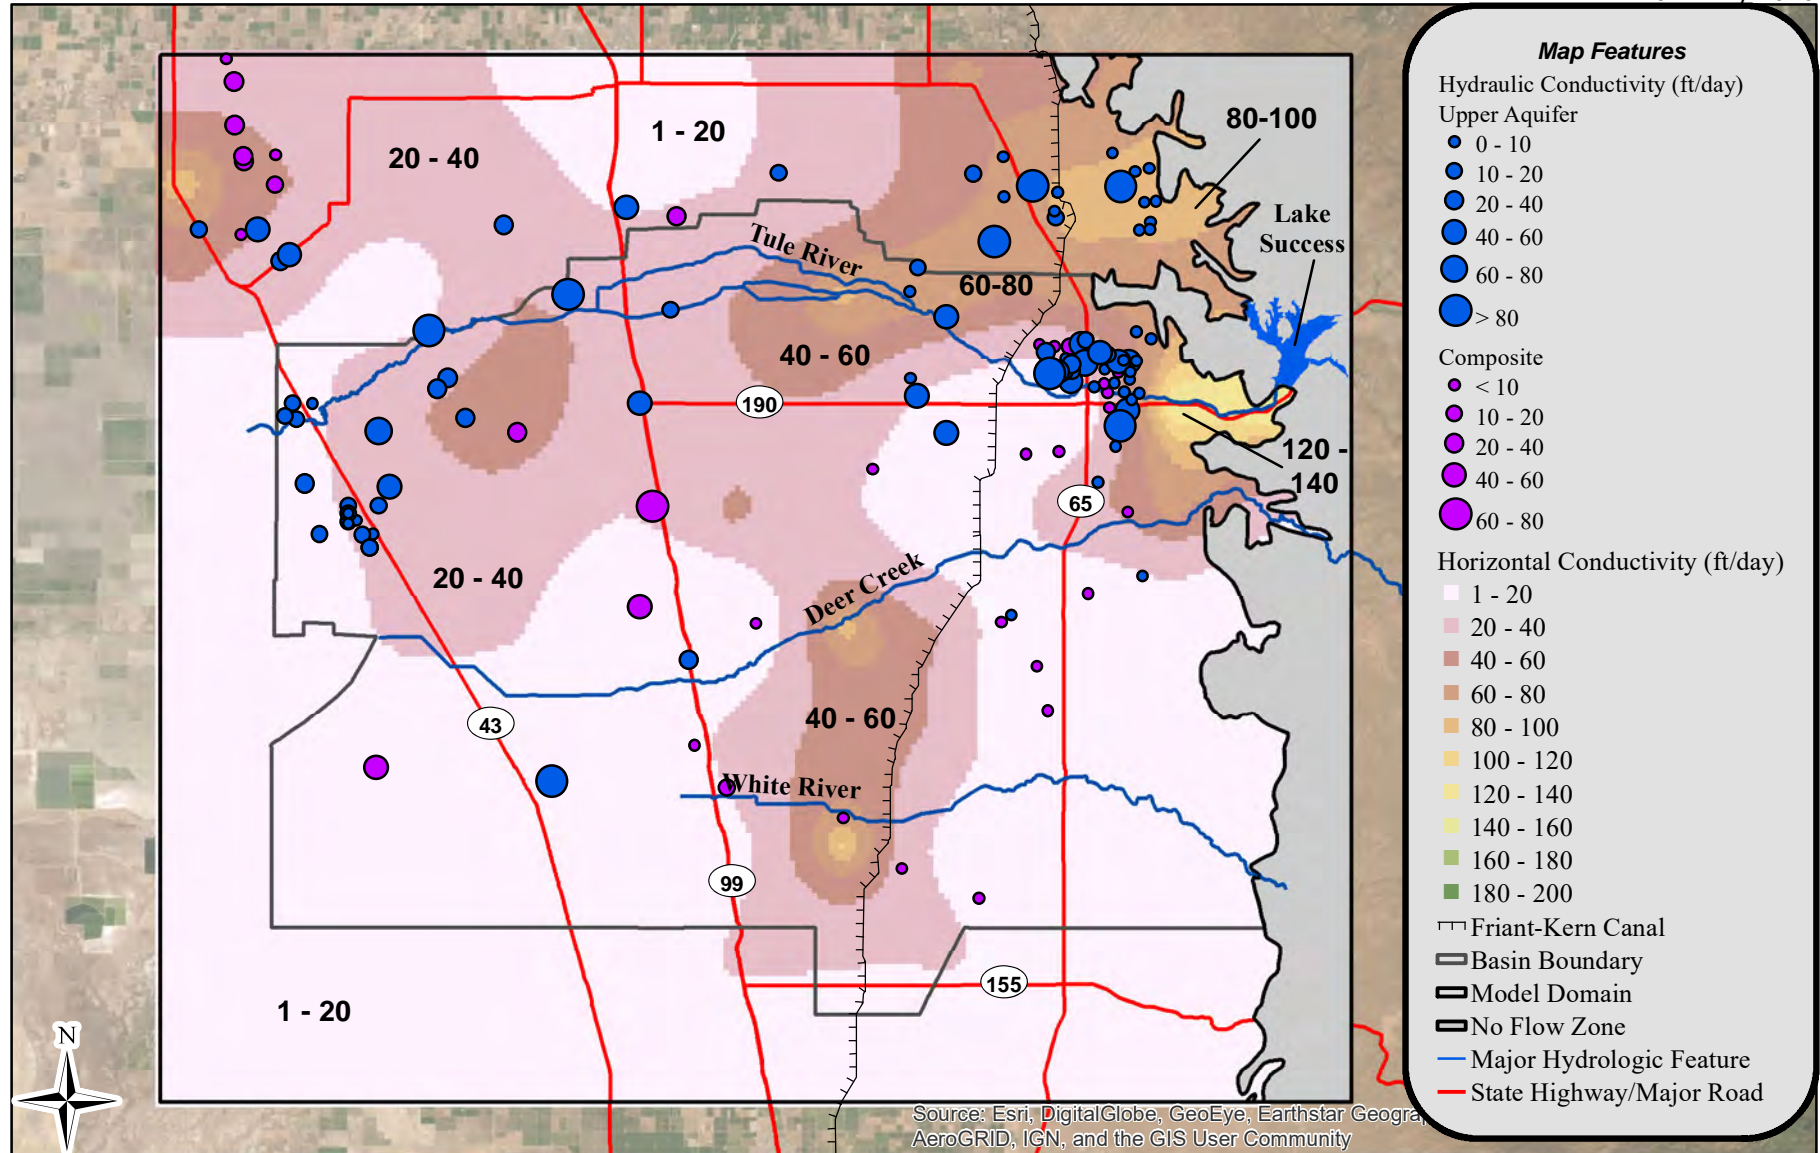 80-100
1 - 20
20 - 40
Lake
Success
Tule River
60-80
40 - 60
190
120 -
140
65
Deer Creek
20 - 40
40 - 60
43
White River
99
155
1 - 20
N
Source: Esri, DigitalGlobe, GeoEye, Earthstar
AeroGRID, IGN, and the GIS User Community
Map Features
Hydraulic Conductivity (ft/day)
Upper Aquifer
0 - 10
10 - 20
20 - 40
40 - 60
60 - 80
> 80
Composite
< 10
10 - 20
20 - 40
40 - 60
60 - 80
Horizontal Conductivity (ft/day)
1 - 20
20 - 40
40 - 60
60 - 80
80 - 100
100 - 120
120 - 140
140 - 160
160 - 180
180 - 200
Friant-Kern Canal
Basin Boundary
Model Domain
No Flow Zone
Major Hydrologic Feature
State Highway/Major Road